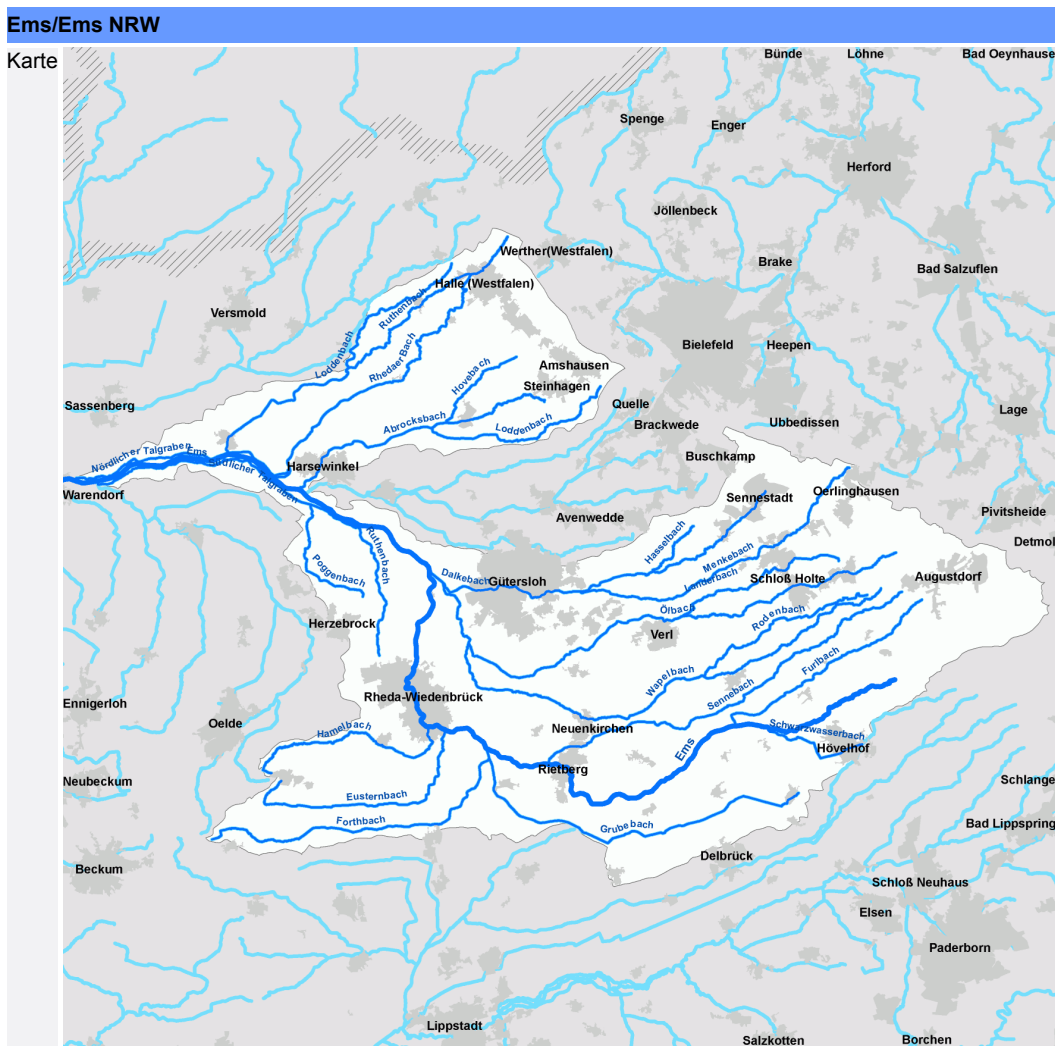 Ems/Ems NRW
Karte
Bünde
Löhne
Bad Oeynhause
Spenge
Enger
Herford
Jöllenbeck
Werther(Westfalen)
Brake
Bad Salzuflen
Halle (Westfalen)
Ruthenbach
Versmold
Loddenbach
Rhedaer Bach
Bielefeld
Heepen
Amshausen
Hovebach
Steinhagen
Sassenberg
Quelle
Lage
Abrocksbach
Loddenbach
Brackwede
Ubbedissen
Nördlicher Talgraben
Ems
Südlicher Talgraben
Harsewinkel
Buschkamp
Warendorf
Sennestadt
Oerlinghausen
Pivitsheide
Avenwedde
Detmol
Ruthenbach
Hasselbach
Menkebach
Poggenbach
Dalkebach
Gütersloh
Landerbach
Schloß Holte
Augustdorf
Herzebrock
Ölbach
Verl
Rodenbach
Wapelbach
Furlbach
Sennebach
Ennigerloh
Rheda-Wiedenbrück
Oelde
Hamelbach
Neuenkirchen
Schwarzwasserbach
Ems
Hövelhof
Rietberg
Neubeckum
Schlange
Eusternbach
Forthbach
Grubebach
Bad Lippspring
Delbrück
Beckum
Schloß Neuhaus
Elsen
Paderborn
Lippstadt
Salzkotten
Borchen